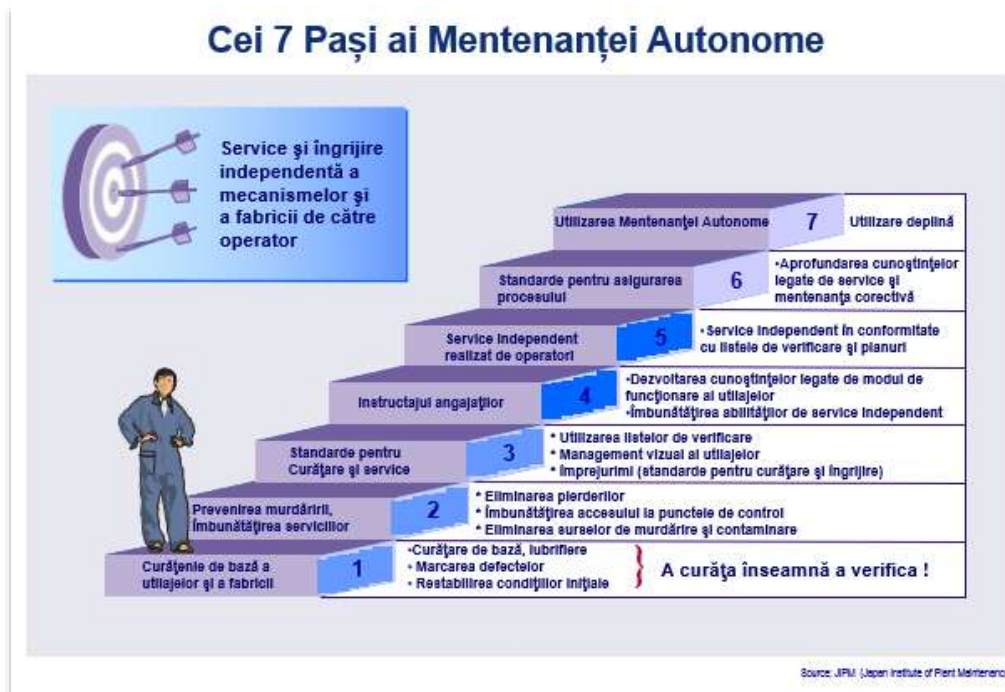 Cei 7 Pași ai Mentenanței Autome
Service şi îngrijire
independentă a
mecanismelor şi
a fabricii de către
operator
Utilizarea Mentenanţei Autonome
7
Utilizare deplină
Standarde pentru asigurarea
procesului
6
•Aprofundarea cunoştinţelor
legate de service şi
mentenanţa corectivă
Service Independent
realizat de operatori
5
•Service Independent în conformitate
cu listele de verificare şi planuri
Instructajul angajaţilor
4
•Dezvoltarea cunoştinţelor legate de modul de
funcţionare al utilajelor
•Îmbunătăţirea abilităţilor de service Independent
Standarde pentru
Curăţare şi service
3
* Utilizarea listelor de verificare
* Management vizual al utilajelor
* Împrejurimi (standarde pentru curăţare şi îngrijire)
Prevenirea murdăririi,
Îmbunătăţirea serviciilor
2
* Eliminarea pierderilor
* Îmbunătăţirea accesului la punctele de control
* Eliminarea surselor de murdărire şi contaminare
Curăţenie de bază a
utilajelor şi a fabricii
1
•Curăţare de bază, lubrifiere
• Marcarea defectelor
• Restabilirea condiţiilor iniţiale
A curăţa înseamnă a verifica !
Source: JIPM (Japan Institute of Plant Maintenanc